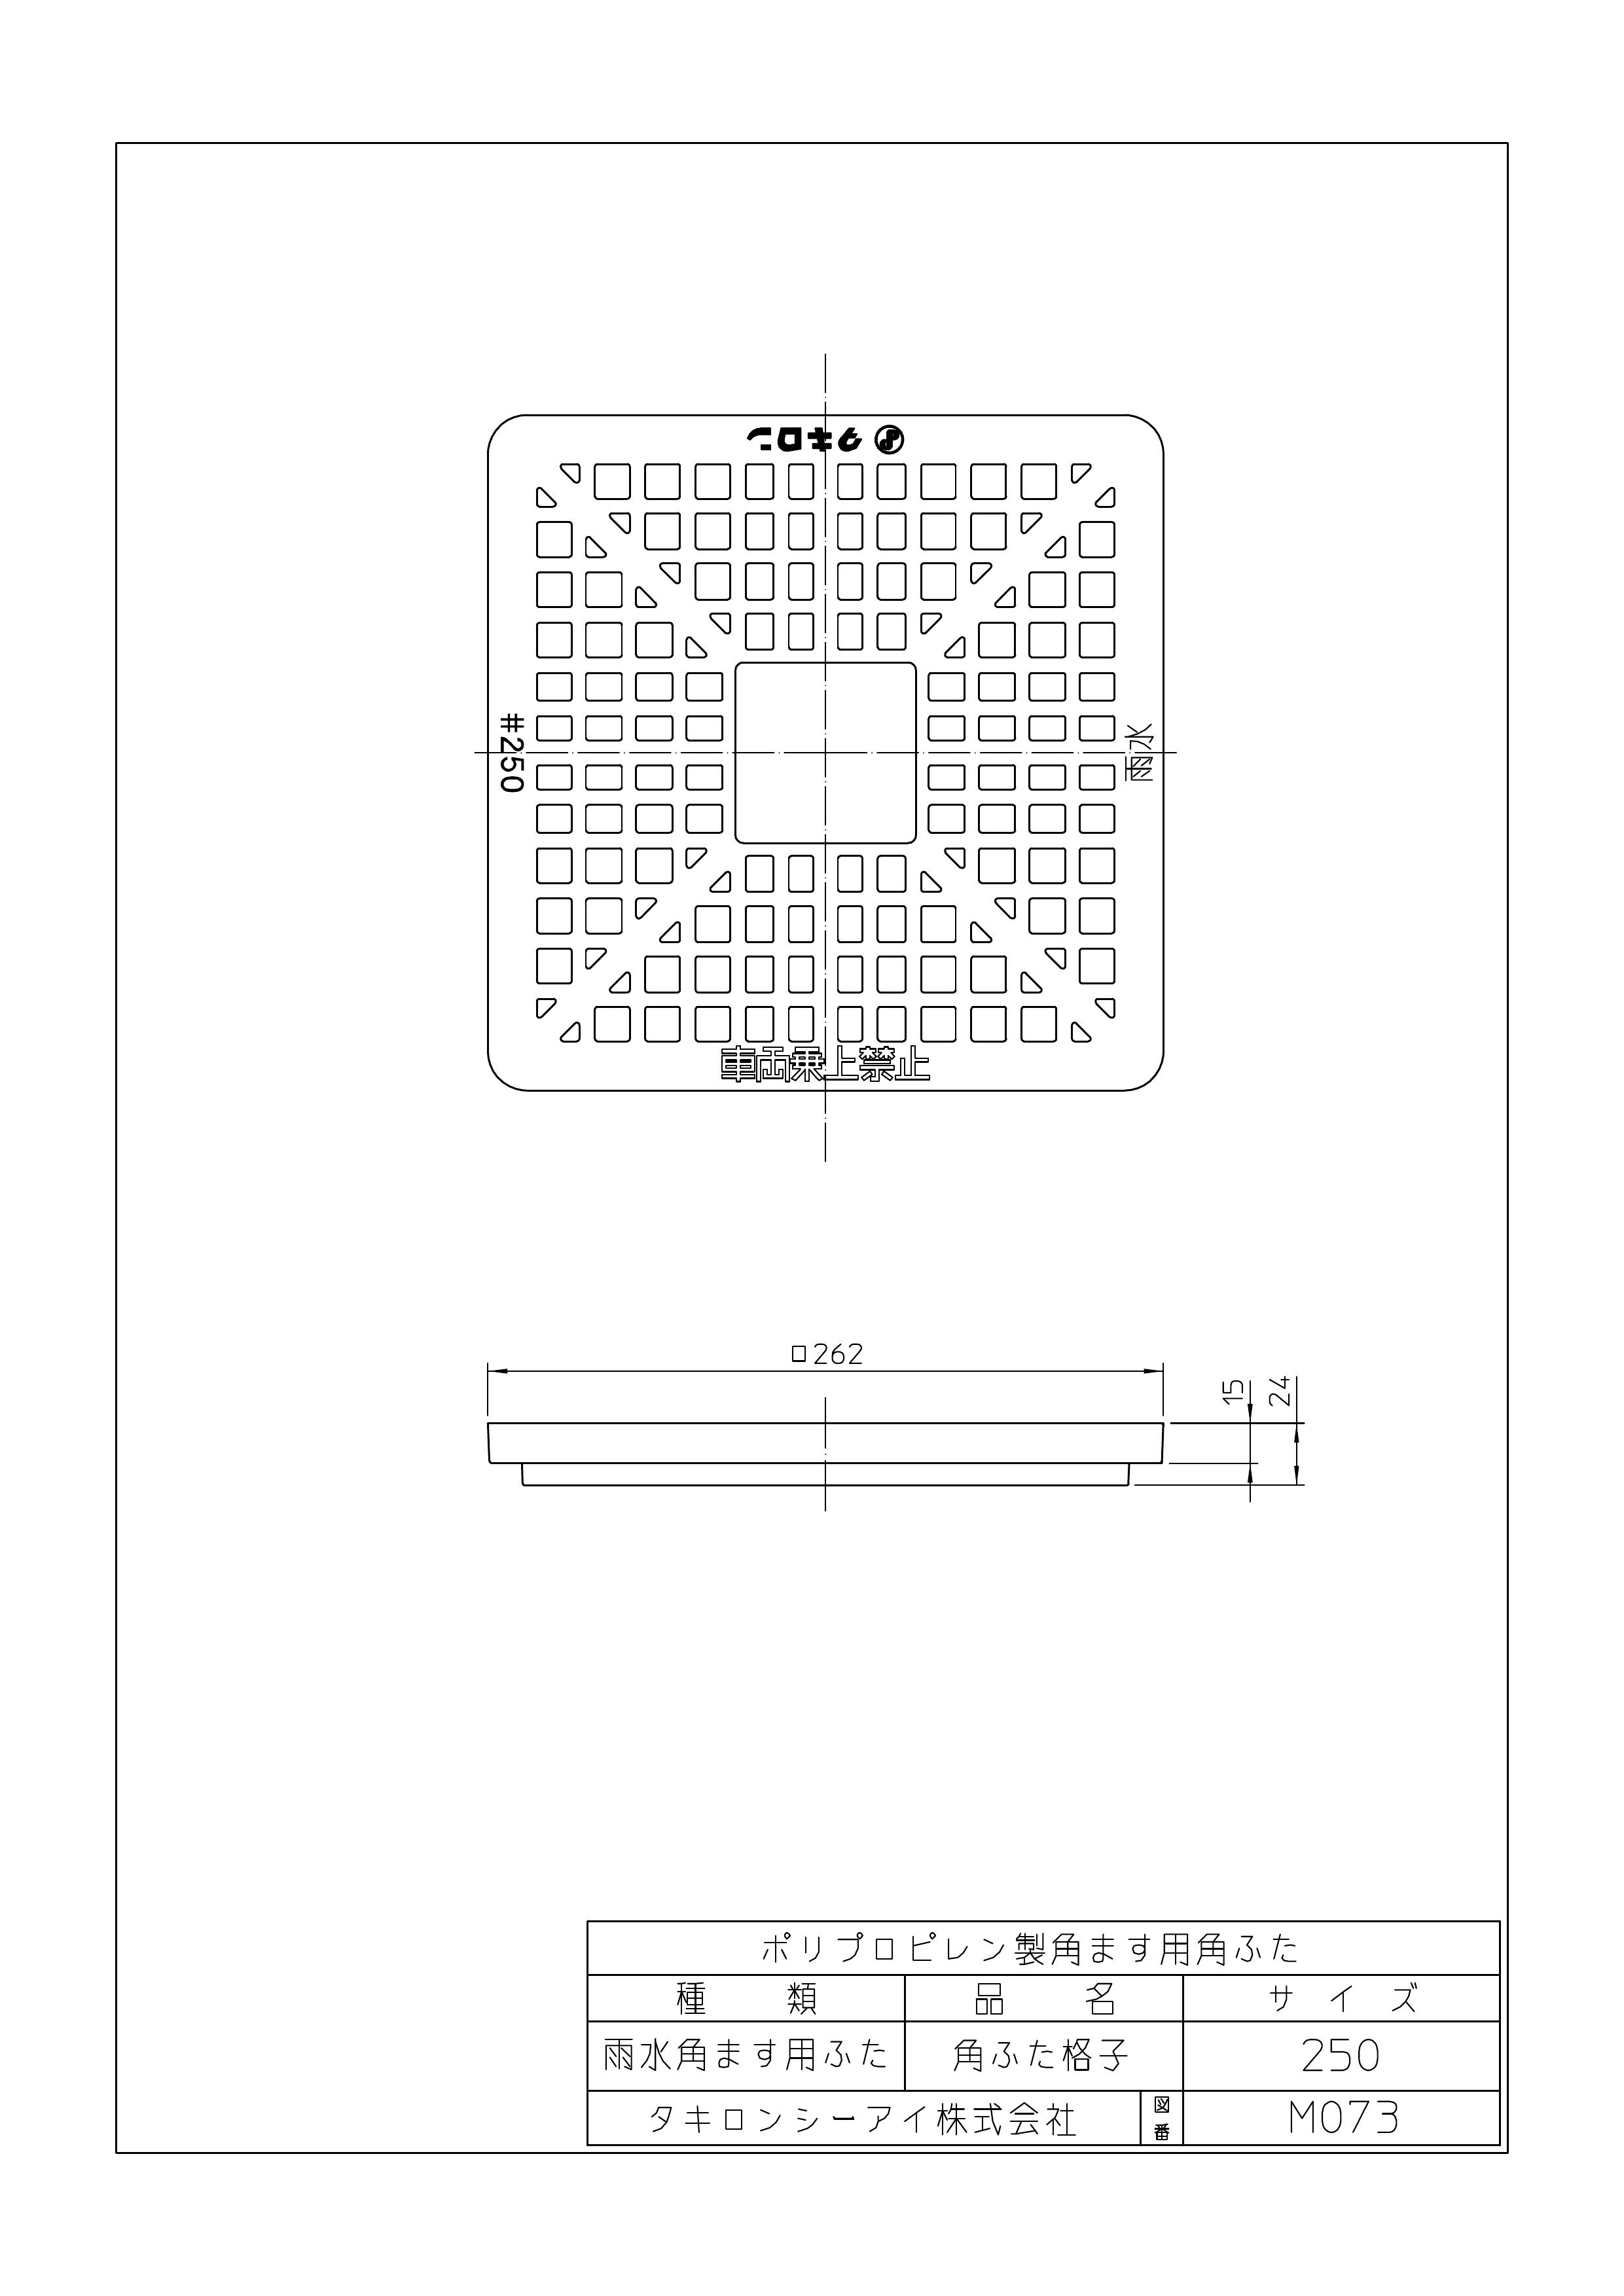 タキロン
#250
雨水
車両乗上禁止
□262
15
24
ポリプロピレン製角ます用角ふた
種類 品名 サイズ
雨水角ます用ふた 角ふた格子 250
タキロンシーアイ株式会社 図番 M073